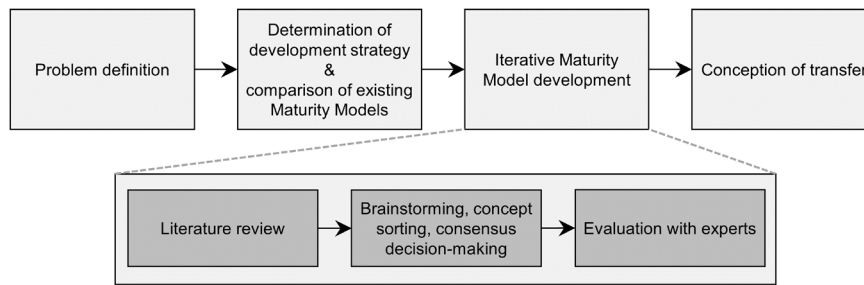 Problem definition
Determination of
development strategy
&
comparison of existing
Maturity Models
Iterative Maturity
Model development
Conception of transfer
Literature review
Brainstorming, concept
sorting, consensus
decision-making
Evaluation with experts